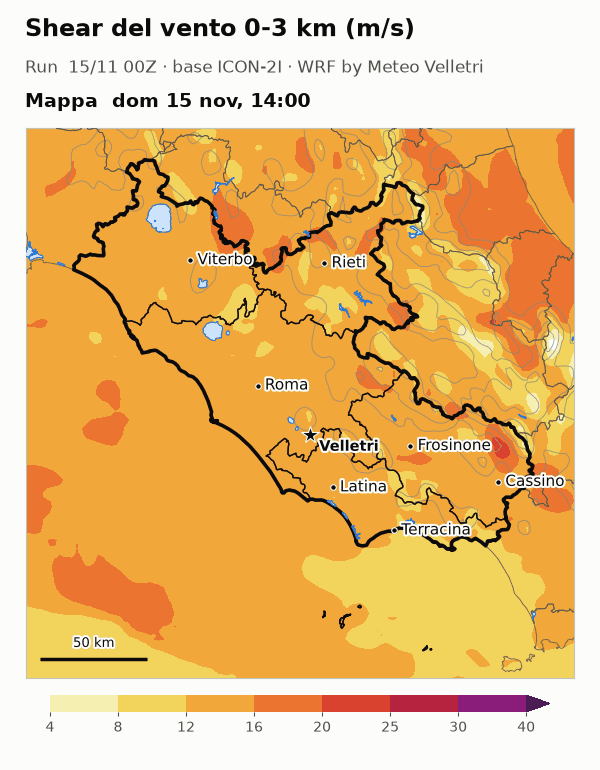 Shear del vento 0-3 km (m/s)
Run  15/11 00Z · base ICON-2I · WRF by Meteo Velletri
Mappa  dom 15 nov, 14:00
Viterbo
Rieti
Roma
Velletri
Frosinone
Cassino
Latina
Terracina
50 km
4 8 12 16 20 25 30 40